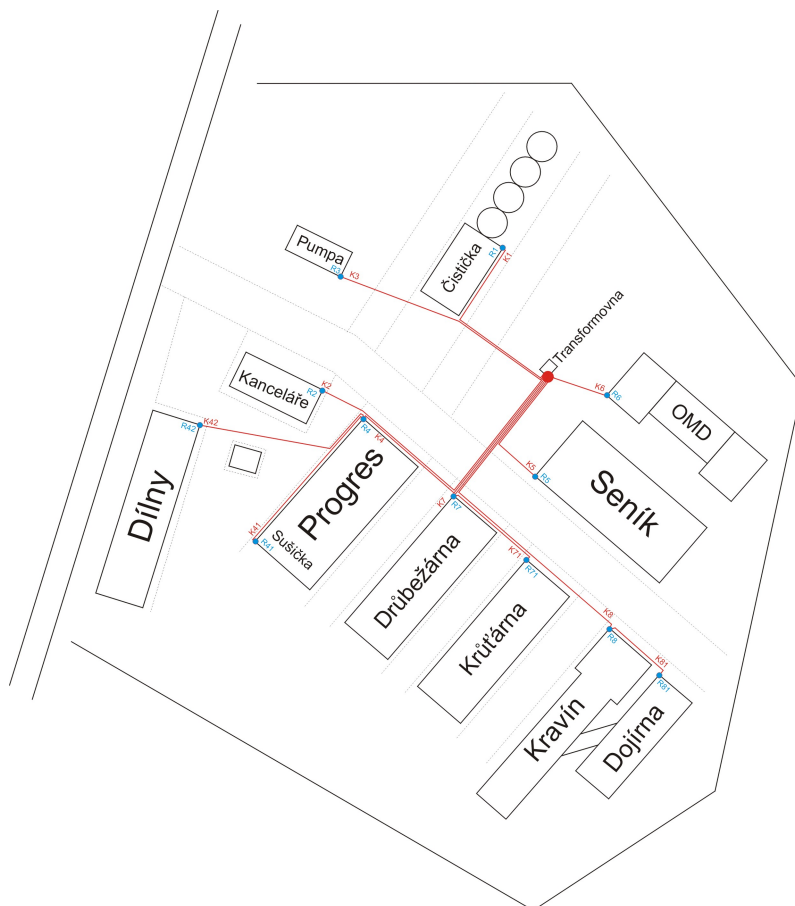 Pumpa
R3
K3
Čistička
R1
K1
Transformovna
K6
R6
OMD
Kanceláře
K2
R2
K42
R42
R4
K4
Progres
K5
R5
Seník
Dílny
K41
R41
Sušička
K7
R7
Drůbežárna
K71
R71
Krůťárna
K8
R8
K81
R81
Kravín
Dojírna